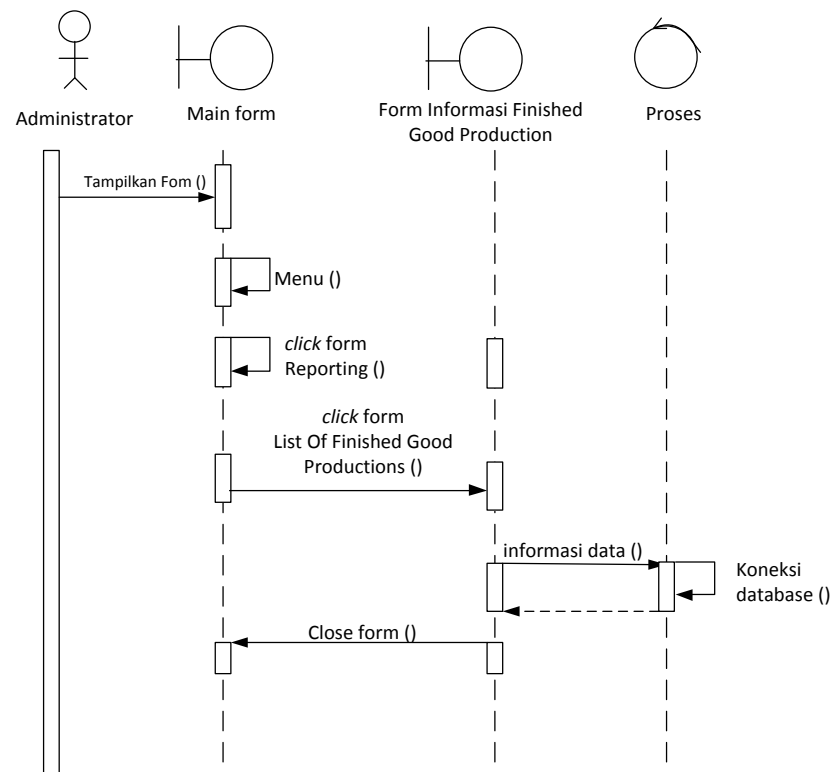 Administrator
Main form
Form Informasi Finished
Good Production
Proses
Tampilkan Fom ()
Menu ()
click form
Reporting ()
click form
List Of Finished Good
Productions ()
informasi data ()
Koneksi
database ()
Close form ()